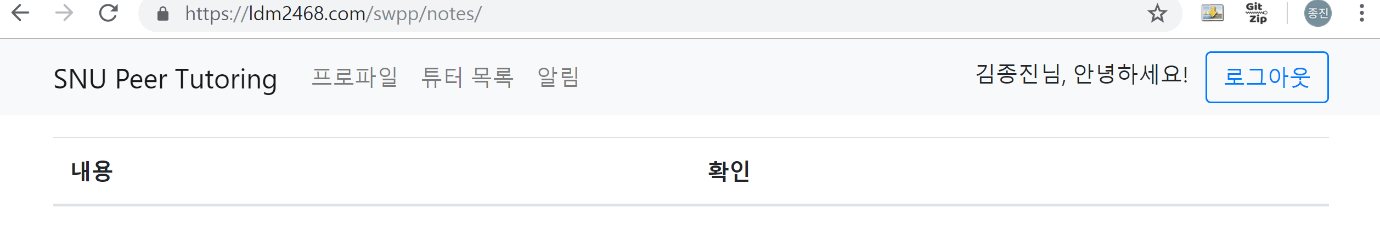 https://ldm2468.com/swpp/notes/
Git Zip
종진
SNU Peer Tutoring 프로파일 튜터 목록 알림 김종진님, 안녕하세요! 로그아웃
내용 확인